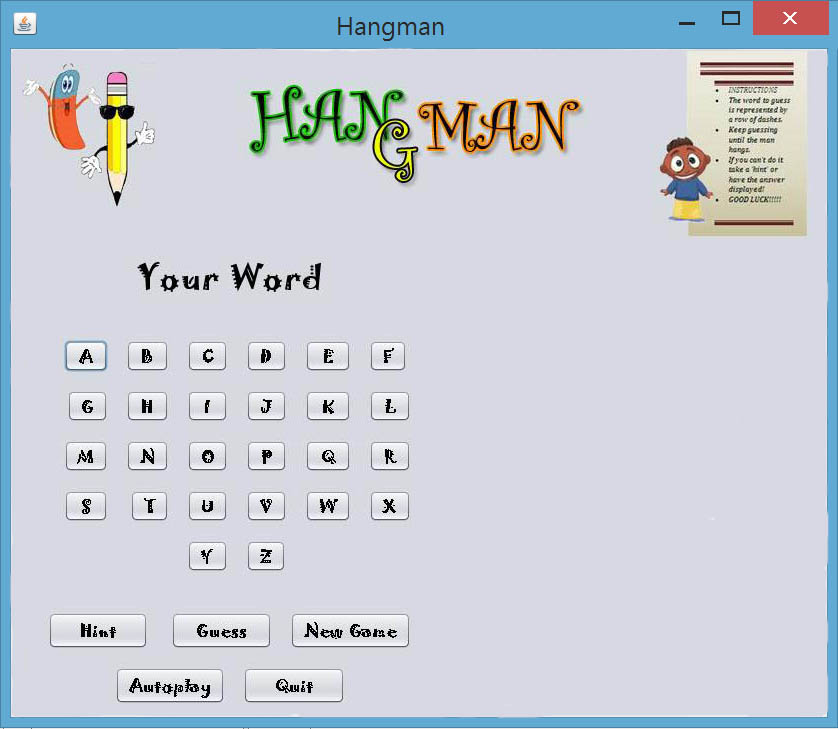 Hangman
HANGMAN
INSTRUCTIONS
The word to guess
is represented by
a row of dashes.
Keep guessing
until the man
hangs.
If you can't do it
take a 'hint' or
have the answer
displayed!
GOOD LUCK!!!!!
Your Word
A B C D E F
G H I J K L
M N O P Q R
S T U V W X
Y Z
Hint Guess New Game
Autoplay Quit